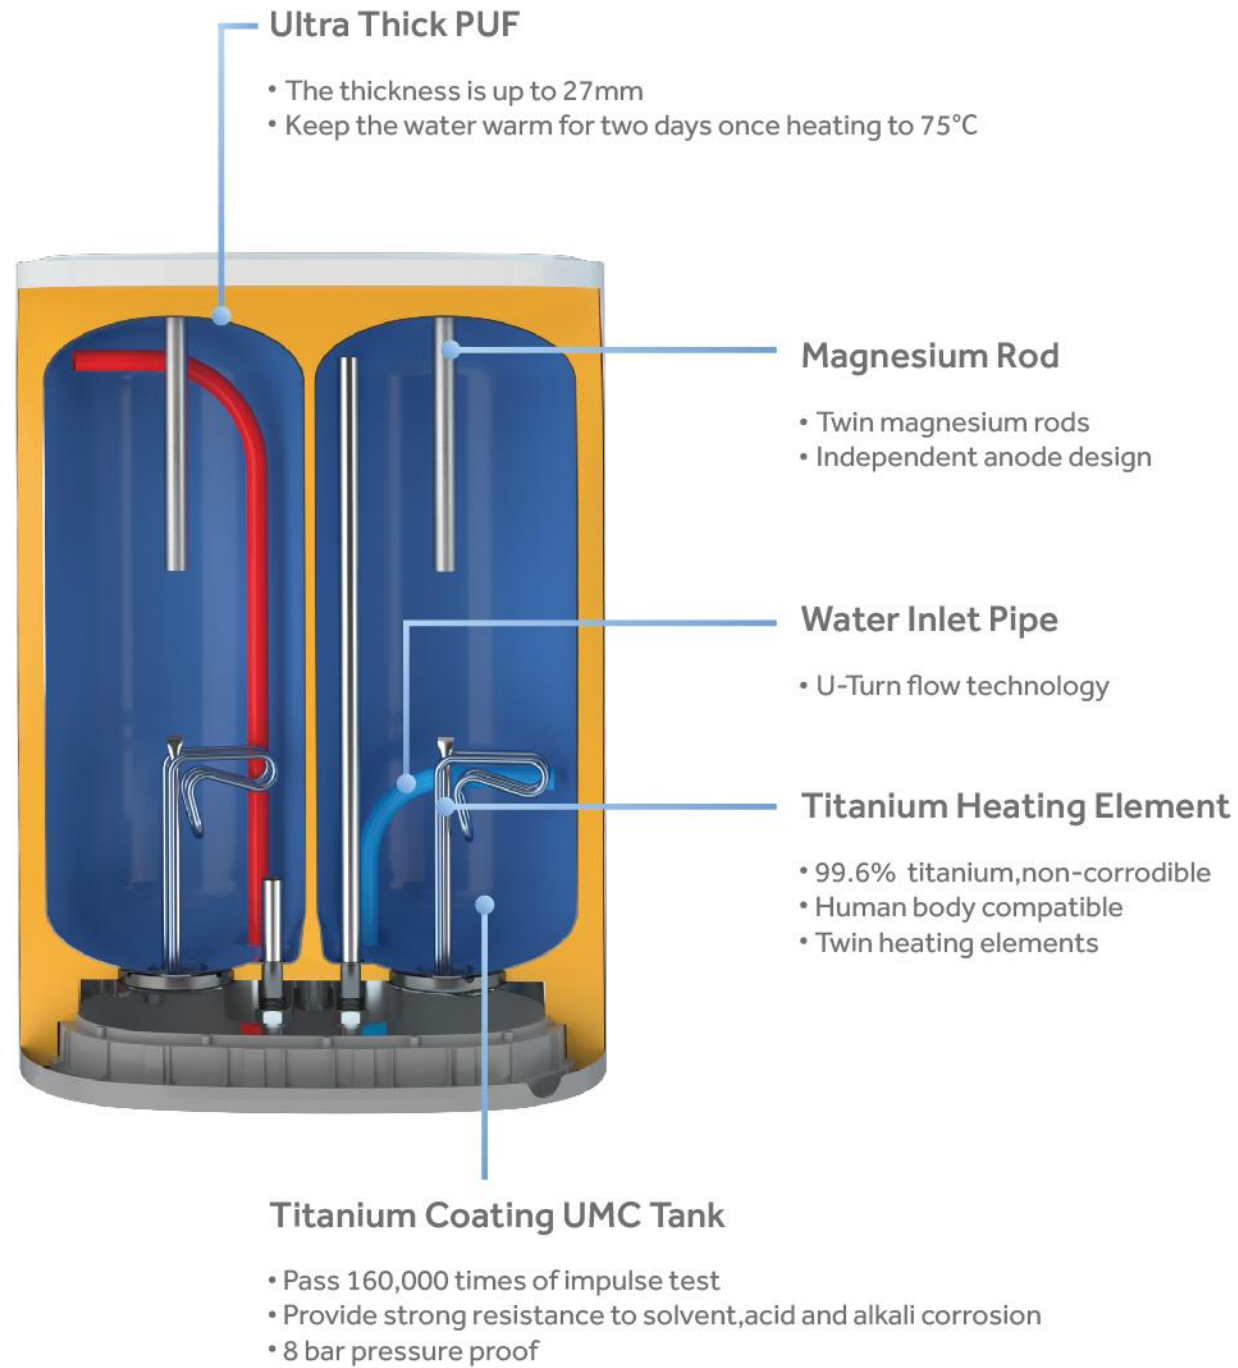 Ultra Thick PUF
• The thickness is up to 27mm
• Keep the water warm for two days once heating to 75℃
Magnesium Rod
• Twin magnesium rods
• Independent anode design
Water Inlet Pipe
• U-Turn flow technology
Titanium Heating Element
• 99.6% titanium,non-corrodible
• Human body compatible
• Twin heating elements
Titanium Coating UMC Tank
• Pass 160,000 times of impulse test
• Provide strong resistance to solvent,acid and alkali corrosion
• 8 bar pressure proof